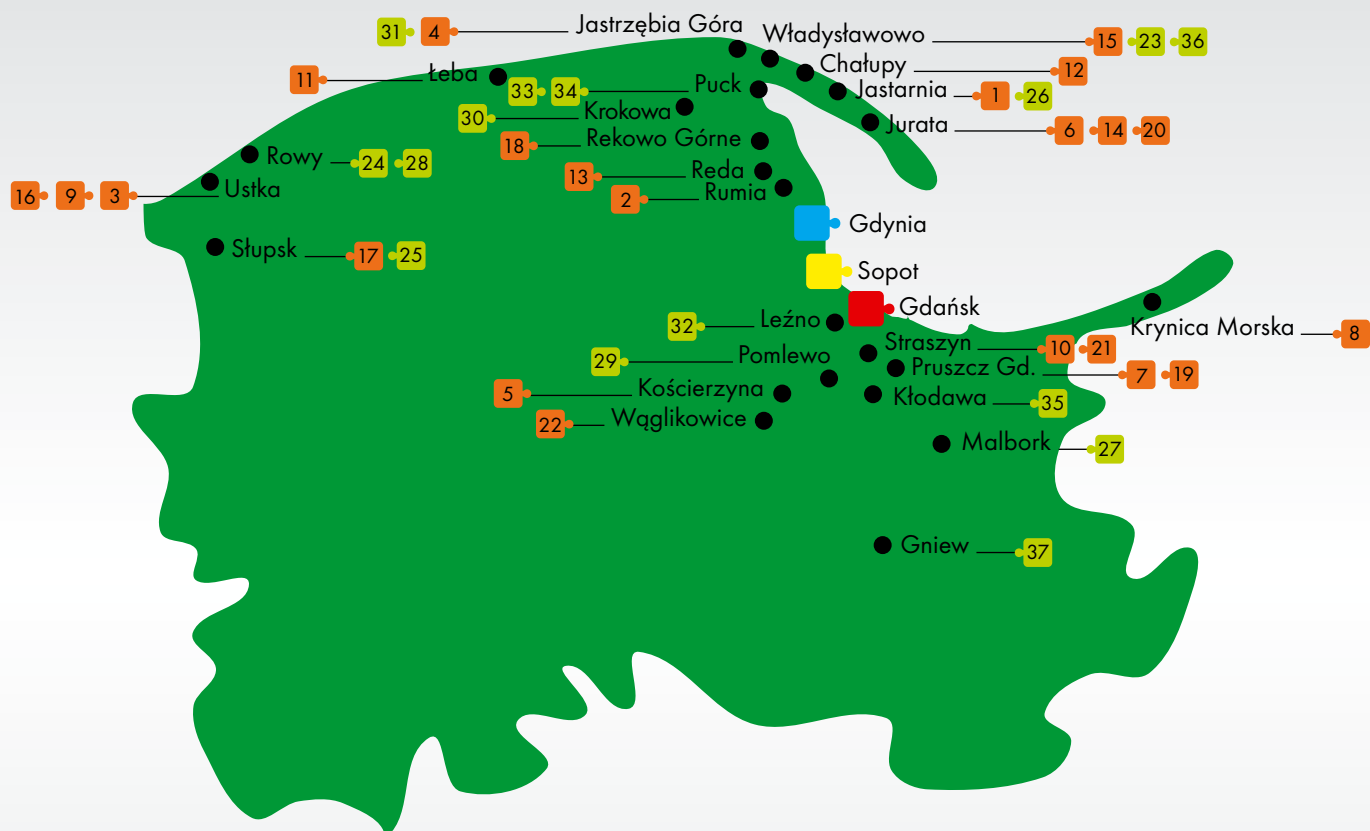 31 4 Jastrzębia Góra
Władysławowo 15 23 36
Chałupy 12
11 Łeba
33 34 Puck
Jastarnia 1 26
30 Krokowa
Jurata 6 14 20
18 Rekowo Górne
Rowy 24 28
13 Reda
16 9 3 Ustka
2 Rumia
Gdynia
Słupsk 17 25
Sopot
Gdańsk
32 Leźno
Krynica Morska 8
Straszyn 10 21
29 Pomlewo
Pruszcz Gd. 7 19
5 Kościerzyna
Kłodawa 35
22 Wąglikowice
Malbork 27
Gniew 37